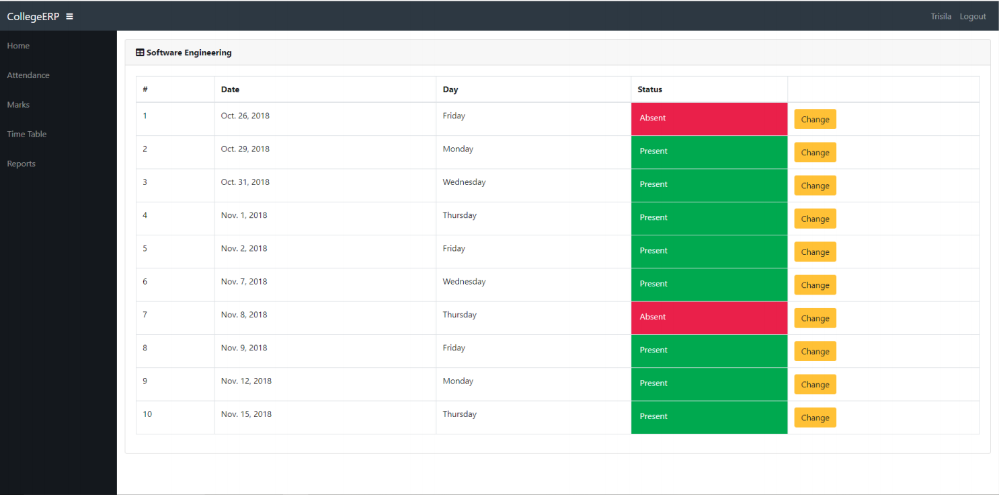 CollegeERP Trisila Logout
Home
Attendance
Marks
Time Table
Reports
Software Engineering
# Date Day Status
1 Oct. 26, 2018 Friday Absent Change
2 Oct. 29, 2018 Monday Present Change
3 Oct. 31, 2018 Wednesday Present Change
4 Nov. 1, 2018 Thursday Present Change
5 Nov. 2, 2018 Friday Present Change
6 Nov. 7, 2018 Wednesday Present Change
7 Nov. 8, 2018 Thursday Absent Change
8 Nov. 9, 2018 Friday Present Change
9 Nov. 12, 2018 Monday Present Change
10 Nov. 15, 2018 Thursday Present Change